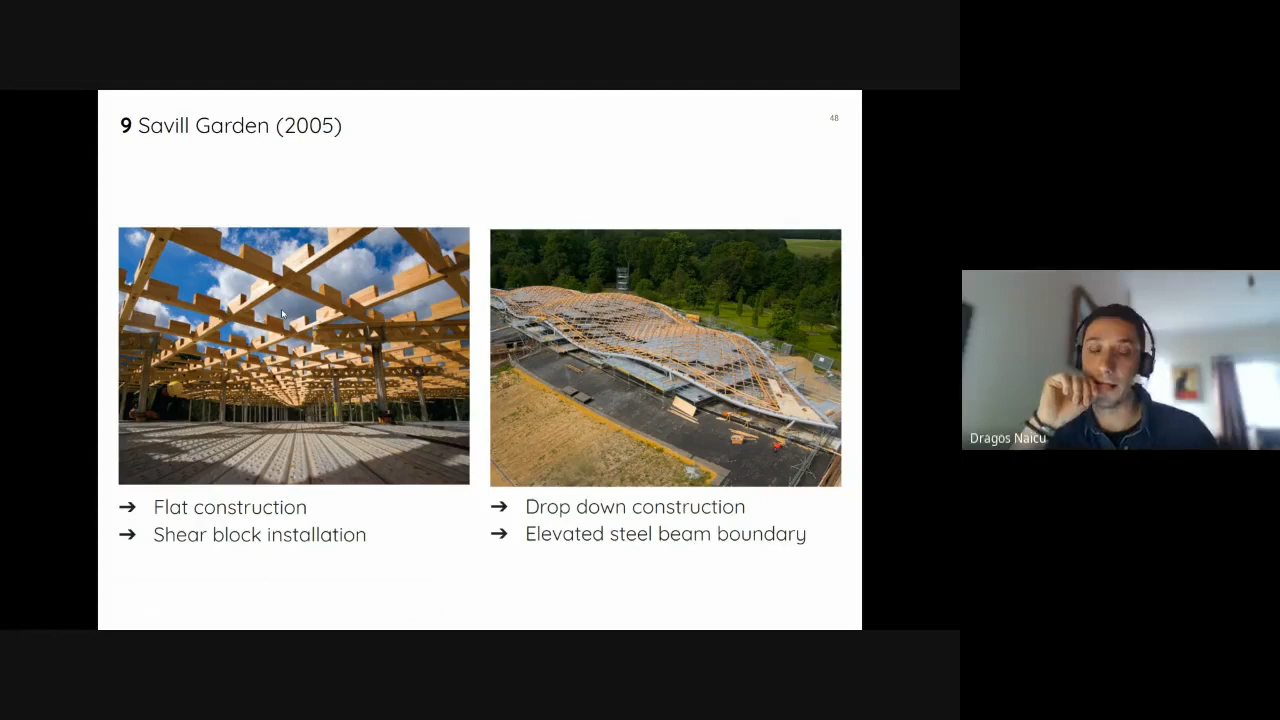 9 Savill Garden (2005)
48
➔ Flat construction
➔ Shear block installation
➔ Drop down construction
➔ Elevated steel beam boundary
Dragos Naicu